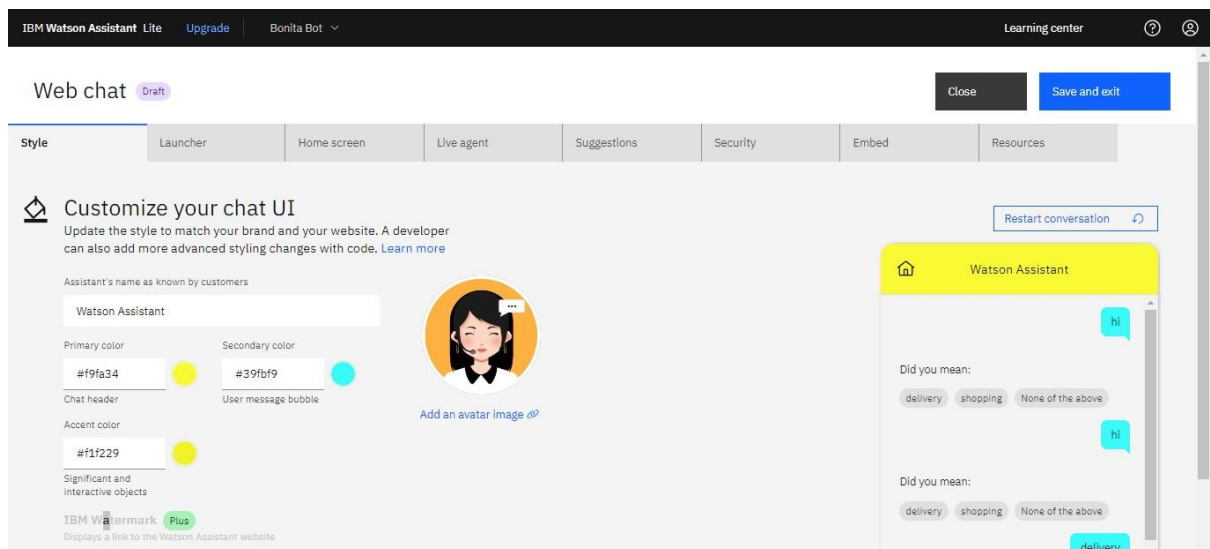 IBM Watson Assistant Lite Upgrade Bonita Bot Learning center
Web chat Draft Close Save and exit
Style Launcher Home screen Live agent Suggestions Security Embed Resources
Customize your chat UI
Update the style to match your brand and your website. A developer
can also add more advanced styling changes with code. Learn more
Assistant's name as known by customers
Watson Assistant
Primary color Secondary color
#f9fa34 #39fbf9
Chat header User message bubble
Accent color
#f1f229
Significant and
interactive objects
IBM Watermark Plus
Displays a link to the Watson Assistant website
Add an avatar image
Restart conversation
Watson Assistant
hi
Did you mean:
delivery shopping None of the above
hi
Did you mean:
delivery shopping None of the above
delivery